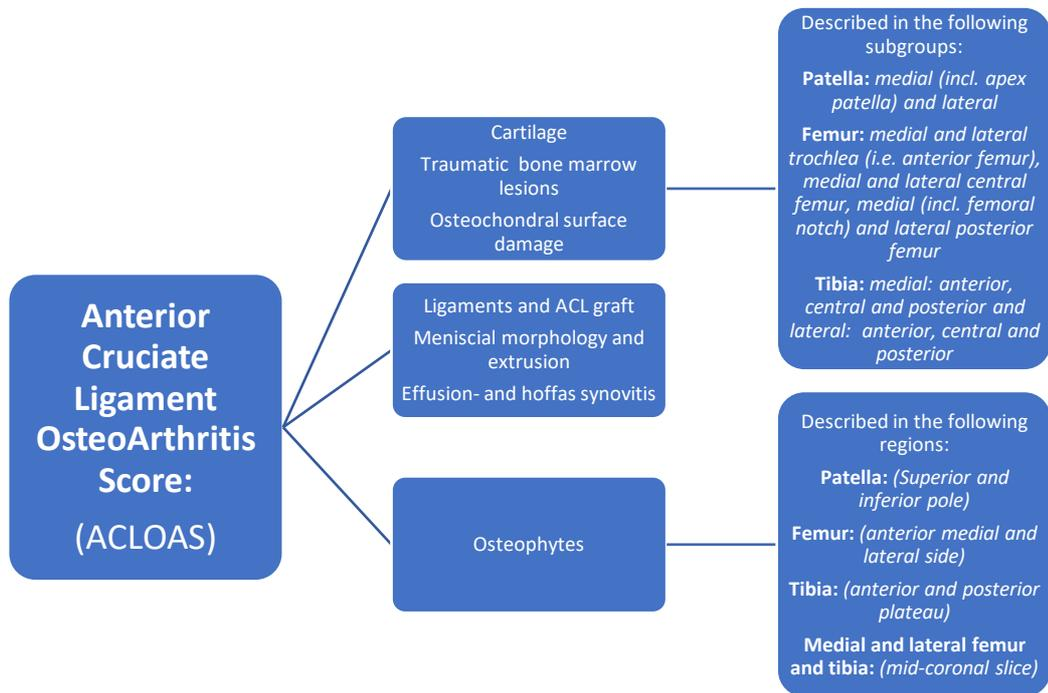 Anterior
Cruciate
Ligament
OsteoArthritis
Score:
(ACLOAS)
Cartilage
Traumatic bone marrow
lesions
Osteochondral surface
damage
Ligaments and ACL graft
Meniscial morphology and
extrusion
Effusion- and hoffas synovitis
Osteophytes
Described in the following
subgroups:
Patella: medial (incl. apex
patella) and lateral
Femur: medial and lateral
trochlea (i.e. anterior femur),
medial and lateral central
femur, medial (incl. femoral
notch) and lateral posterior
femur
Tibia: medial: anterior,
central and posterior and
lateral: anterior, central and
posterior
Described in the following
regions:
Patella: (Superior and
inferior pole)
Femur: (anterior medial and
lateral side)
Tibia: (anterior and posterior
plateau)
Medial and lateral femur
and tibia: (mid-coronal slice)